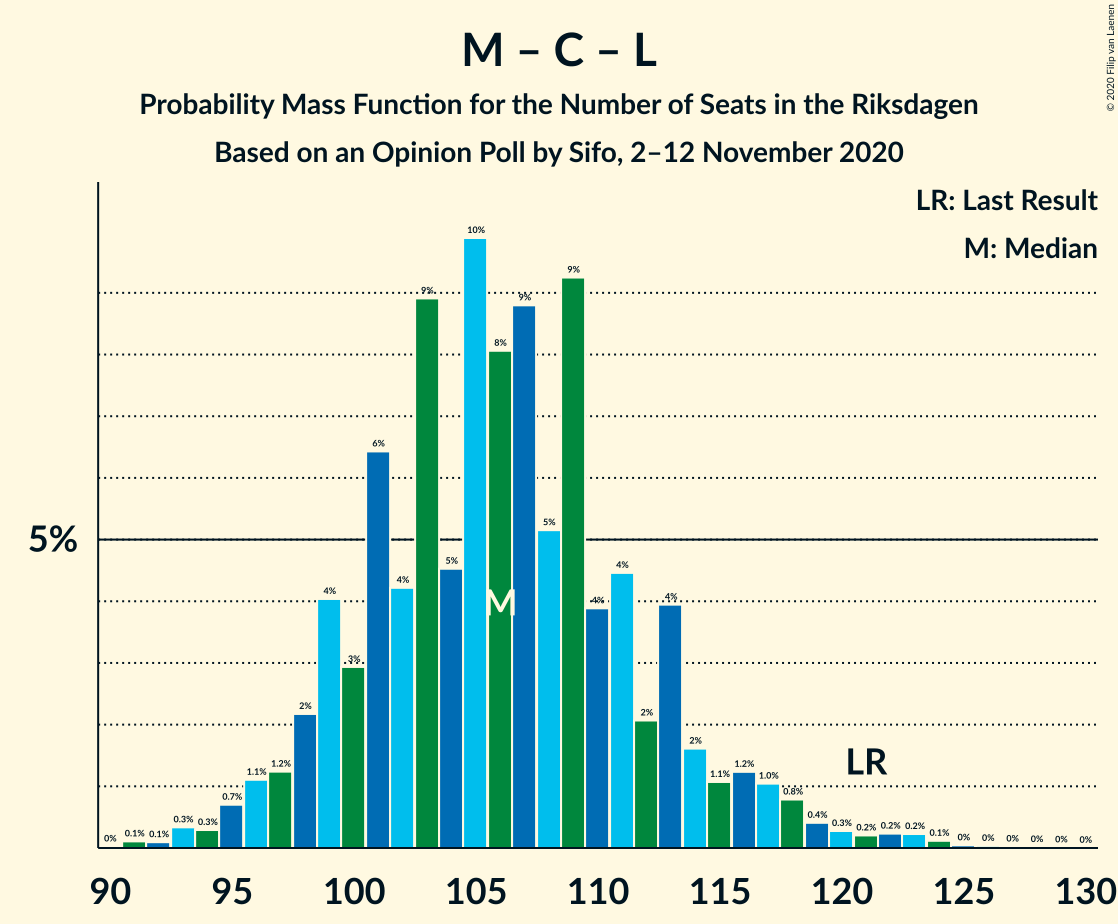 M – C – L
Probability Mass Function for the Number of Seats in the Riksdagen
Based on an Opinion Poll by Sifo, 2–12 November 2020
© 2020 Filip van Laenen
LR: Last Result
M: Median
5%
0% 0.1% 0.1% 0.3% 0.3% 0.7% 1.1% 1.2% 2% 4% 3% 6% 4% 9% 5% 10% 8% 9% 5% 9% 4% 4% 2% 4% 2% 1.1% 1.2% 1.0% 0.8% 0.4% 0.3% 0.2% 0.2% 0.2% 0.1% 0% 0% 0% 0% 0% 0%
M
LR
90 95 100 105 110 115 120 125 130